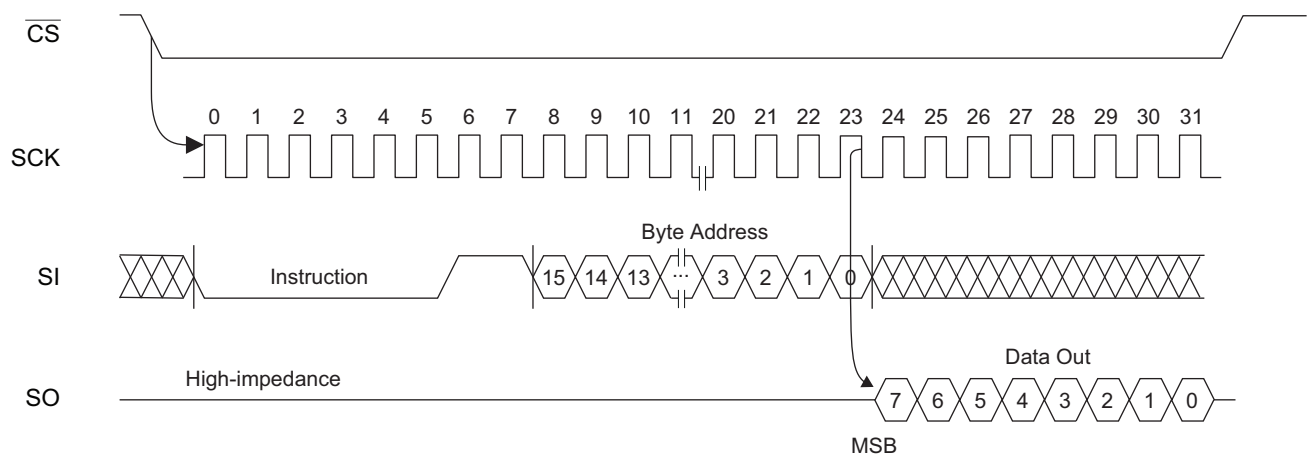 CS
0 1 2 3 4 5 6 7 8 9 10 11 20 21 22 23 24 25 26 27 28 29 30 31
SCK
Byte Address
SI Instruction 15 14 13 ... 3 2 1 0
High-impedance Data Out
SO 7 6 5 4 3 2 1 0
MSB